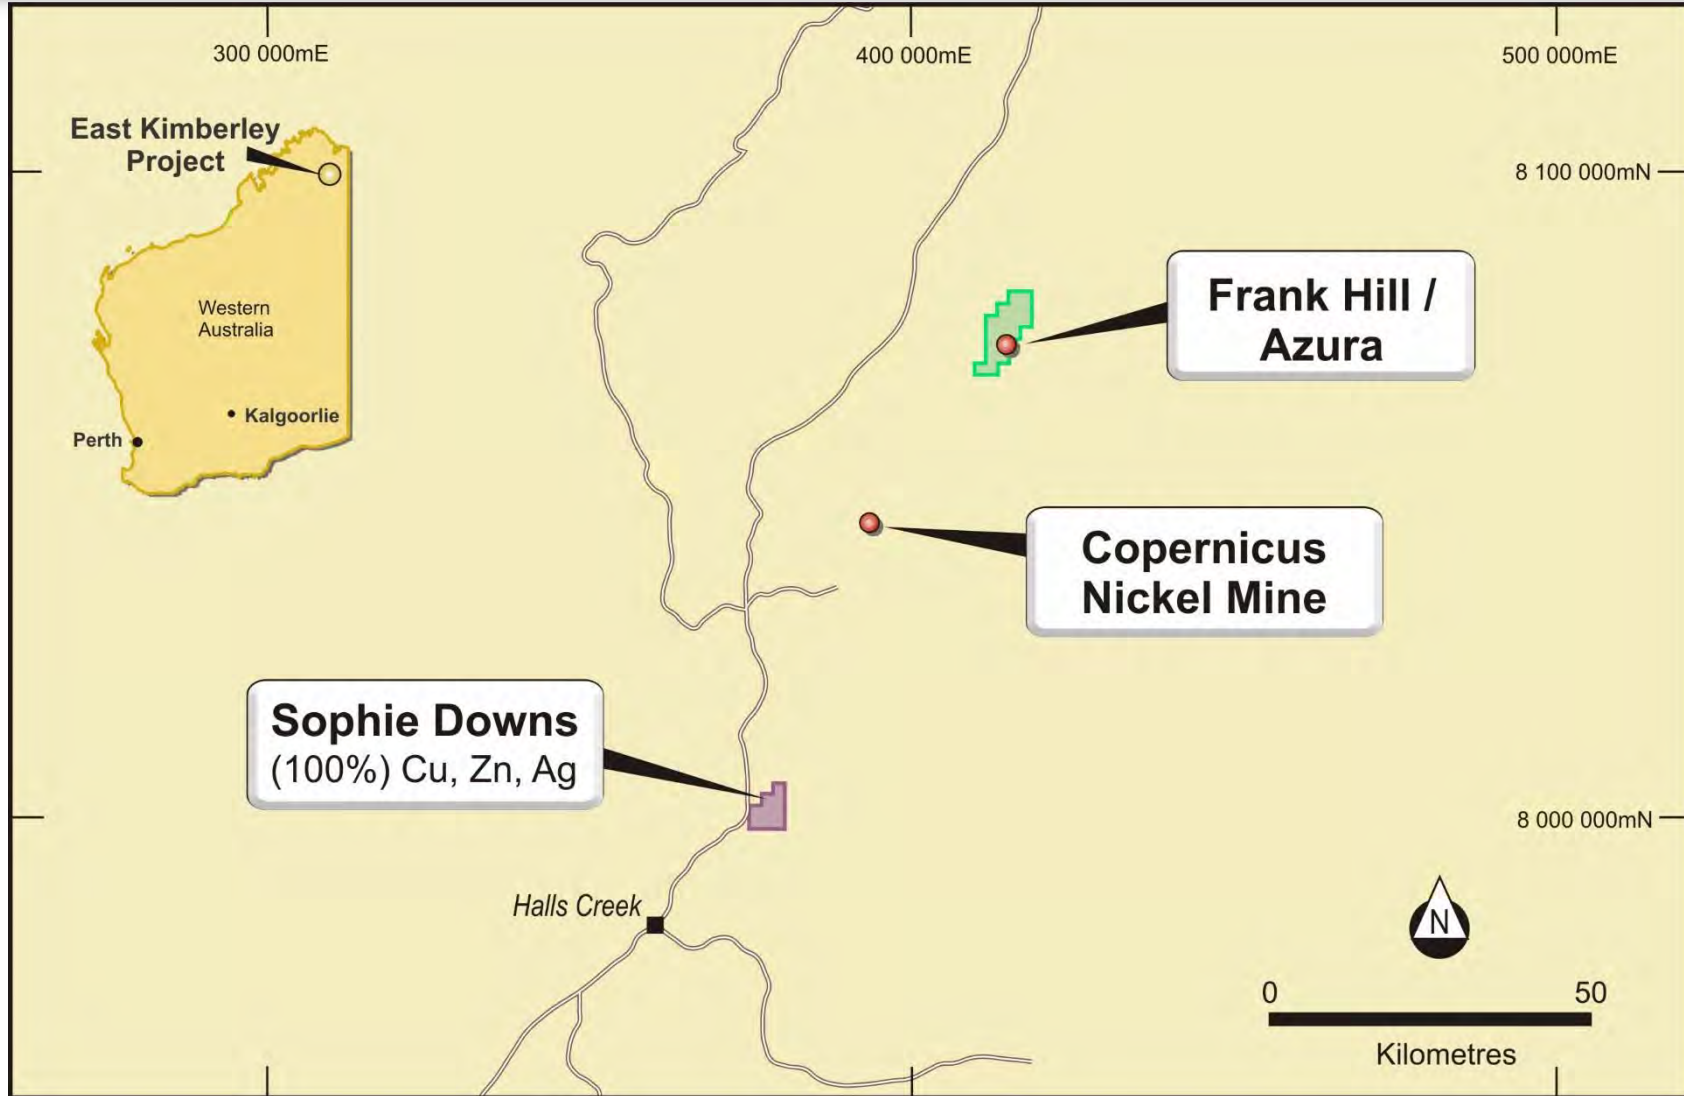 300 000mE
400 000mE
500 000mE
East Kimberley
Project
8 100 000mN
Western
Australia
Frank Hill /
Azura
Kalgoorlie
Perth
Copernicus
Nickel Mine
Sophie Downs
(100%) Cu, Zn, Ag
8 000 000mN
Halls Creek
N
0 50
Kilometres